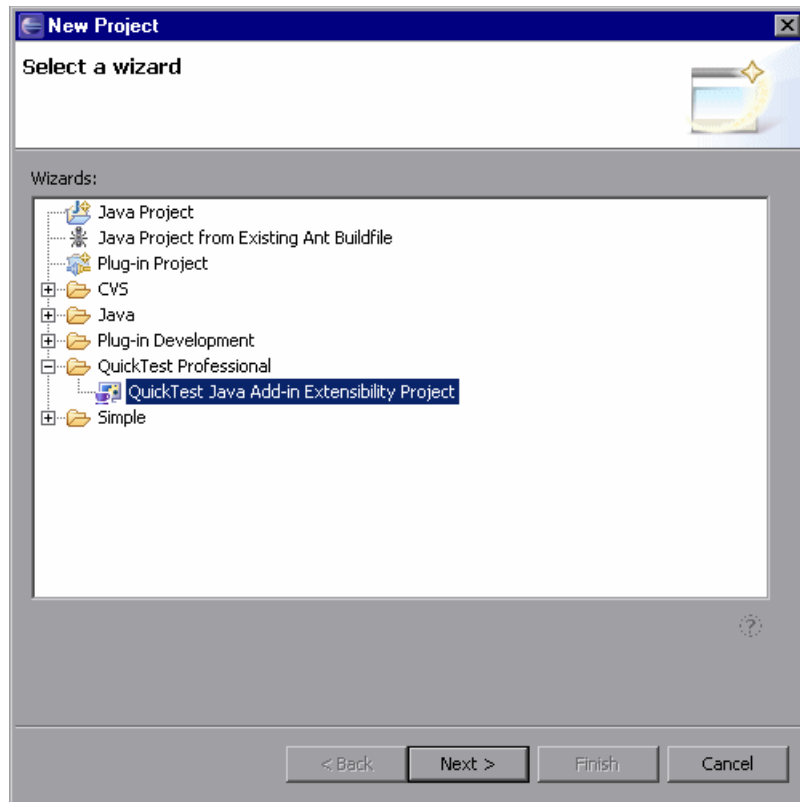 New Project
Select a wizard
Wizards:
Java Project
Java Project from Existing Ant Buildfile
Plug-in Project
CVS
Java
Plug-in Development
QuickTest Professional
QuickTest Java Add-in Extensibility Project
Simple
< Back Next > Finish Cancel